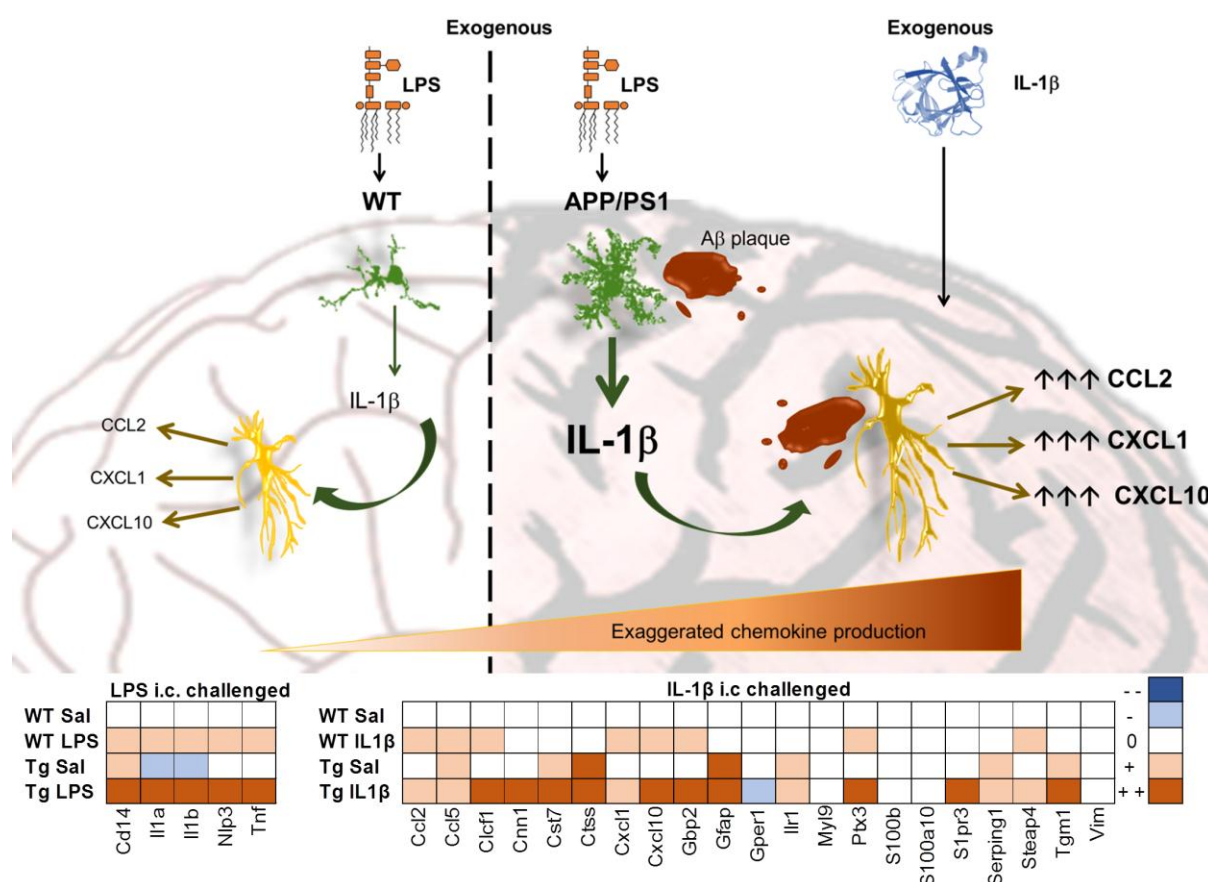 Exogenous
Exogenous
LPS
LPS
IL-1β
WT
APP/PS1
Aβ plaque
IL-1β
IL-1β
CCL2
CXCL1
CXCL10
↑↑↑ CCL2
↑↑↑ CXCL1
↑↑↑ CXCL10
Exaggerated chemokine production
LPS i.c. challenged
WT Sal
WT LPS
Tg Sal
Tg LPS
Cd14
Il1a
Il1b
Nlp3
Tnf
IL-1β i.c challenged
WT Sal
WT IL1β
Tg Sal
Tg IL1β
Ccl2
Ccl5
Clcf1
Cnn1
Cst7
Ctss
Cxcl1
Cxcl10
Gbp2
Gfap
Gper1
Ilr1
Myl9
Ptx3
S100b
S100a10
S1pr3
Serping1
Steap4
Tgm1
Vim
--
-
0
+
++